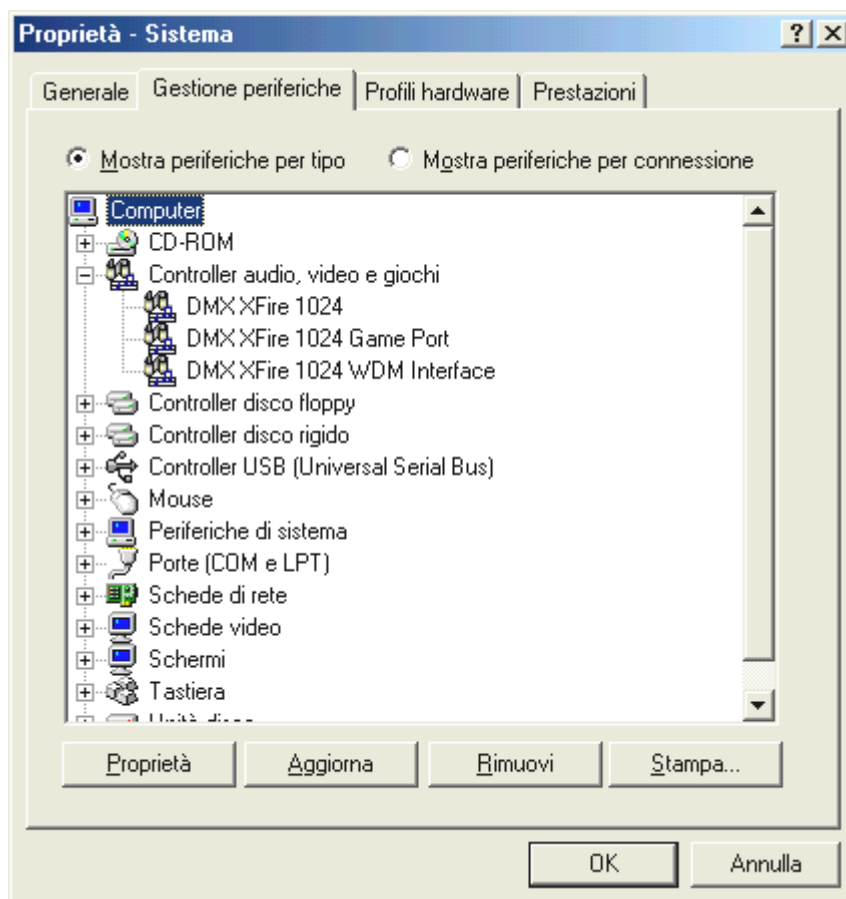 Proprietà - Sistema
Generale Gestione periferiche Profili hardware Prestazioni
Mostra periferiche per tipo Mostra periferiche per connessione
Computer
CD-ROM
Controller audio, video e giochi
DMX XFire 1024
DMX XFire 1024 Game Port
DMX XFire 1024 WDM Interface
Controller disco floppy
Controller disco rigido
Controller USB (Universal Serial Bus)
Mouse
Periferiche di sistema
Porte (COM e LPT)
Schede di rete
Schede video
Schermi
Tastiera
Unità disco
Proprietà Aggiorna Rimuovi Stampa...
OK Annulla